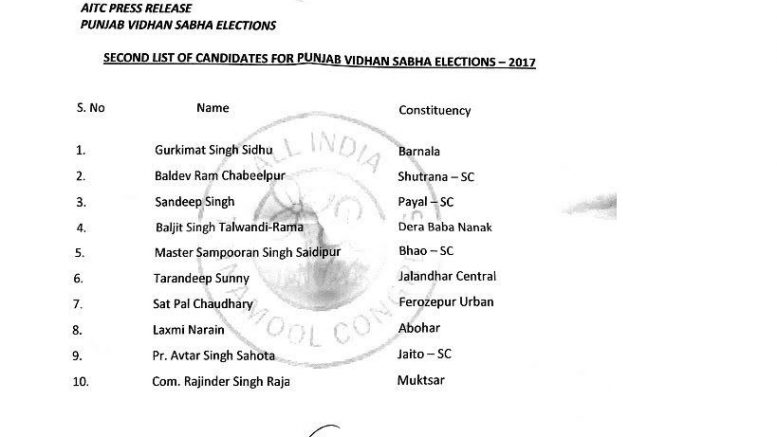 AITC PRESS RELEASE
PUNJAB VIDHAN SABHA ELECTIONS
SECOND LIST OF CANDIDATES FOR PUNJAB VIDHAN SABHA ELECTIONS – 2017
S. No Name Constituency
1. Gurkimat Singh Sidhu Barnala
2. Baldev Ram Chabeelpur Shutrana – SC
3. Sandeep Singh Payal – SC
4. Baljit Singh Talwandi-Rama Dera Baba Nanak
5. Master Sampooran Singh Saidipur Bhao – SC
6. Tarandeep Sunny Jalandhar Central
7. Sat Pal Chaudhary Ferozepur Urban
8. Laxmi Narain Abohar
9. Pr. Avtar Singh Sahota Jaito – SC
10. Com. Rajinder Singh Raja Muktsar
ALL INDIA